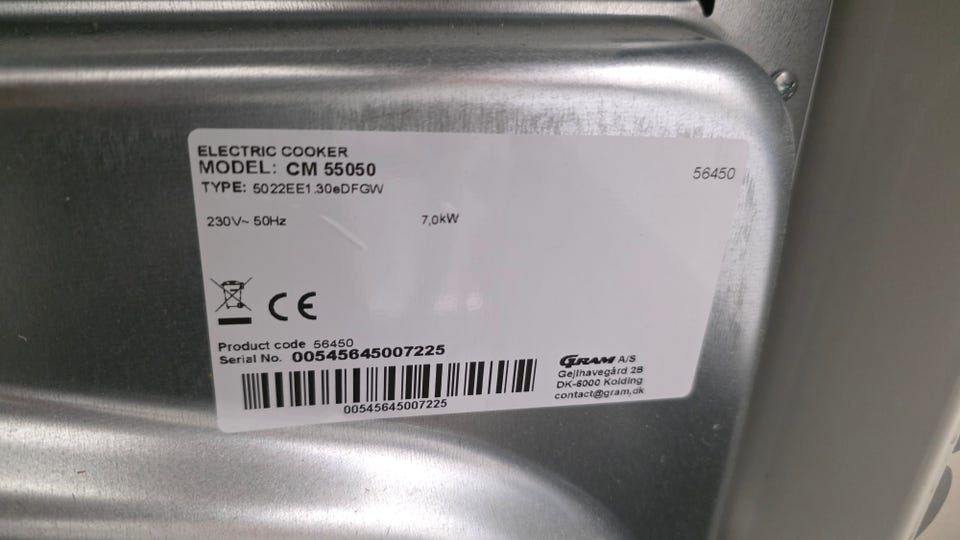 ELECTRIC COOKER
MODEL: CM 55050
56450
TYPE: 5022EE1.30eDFGW
230V~ 50Hz 7,0kW
CE
Product code 56450
Serial No. 00545645007225
00545645007225
GRAM A/S
Gejlhavegård 2B
DK-6000 Kolding
contact@gram.dk